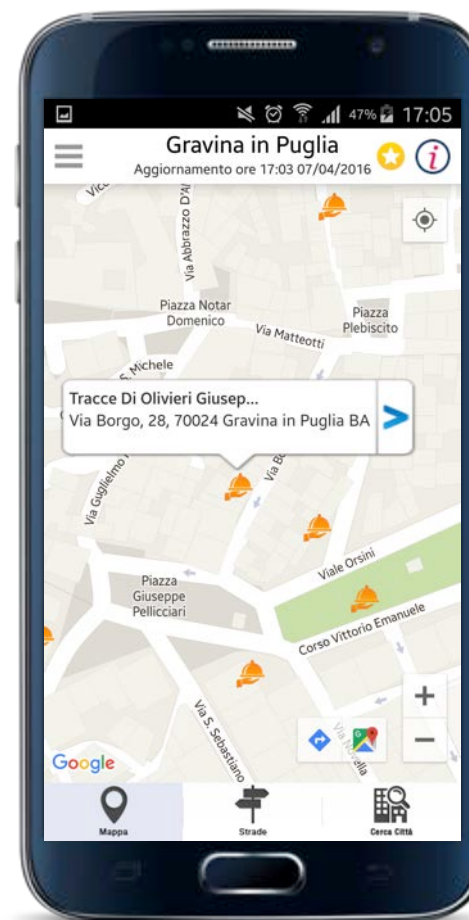 47% 17:05
Gravina in Puglia
Aggiornamento ore 17:03 07/04/2016
i
Via Abbrazzo D'Al
Piazza Notar
Domenico
Piazza
Plebiscito
Via Matteotti
S. Michele
Tracce Di Olivieri Giusep...
Via Borgo, 28, 70024 Gravina in Puglia BA
>
Via Guglielmo
Via Bo
Viale Orsini
Piazza
Giuseppe
Pellicciari
Corso Vittorio Emanuele
Via S. Sebastiano
Via Novella
+
−
Google
Mappa
Strade
Cerca Città